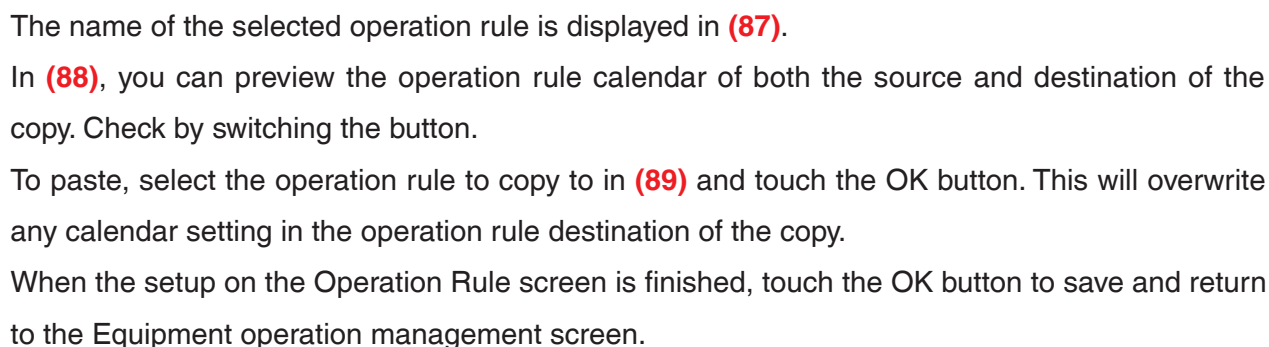 The name of the selected operation rule is displayed in (87).
In (88), you can preview the operation rule calendar of both the source and destination of the
copy. Check by switching the button.
To paste, select the operation rule to copy to in (89) and touch the OK button. This will overwrite
any calendar setting in the operation rule destination of the copy.
When the setup on the Operation Rule screen is finished, touch the OK button to save and return
to the Equipment operation management screen.